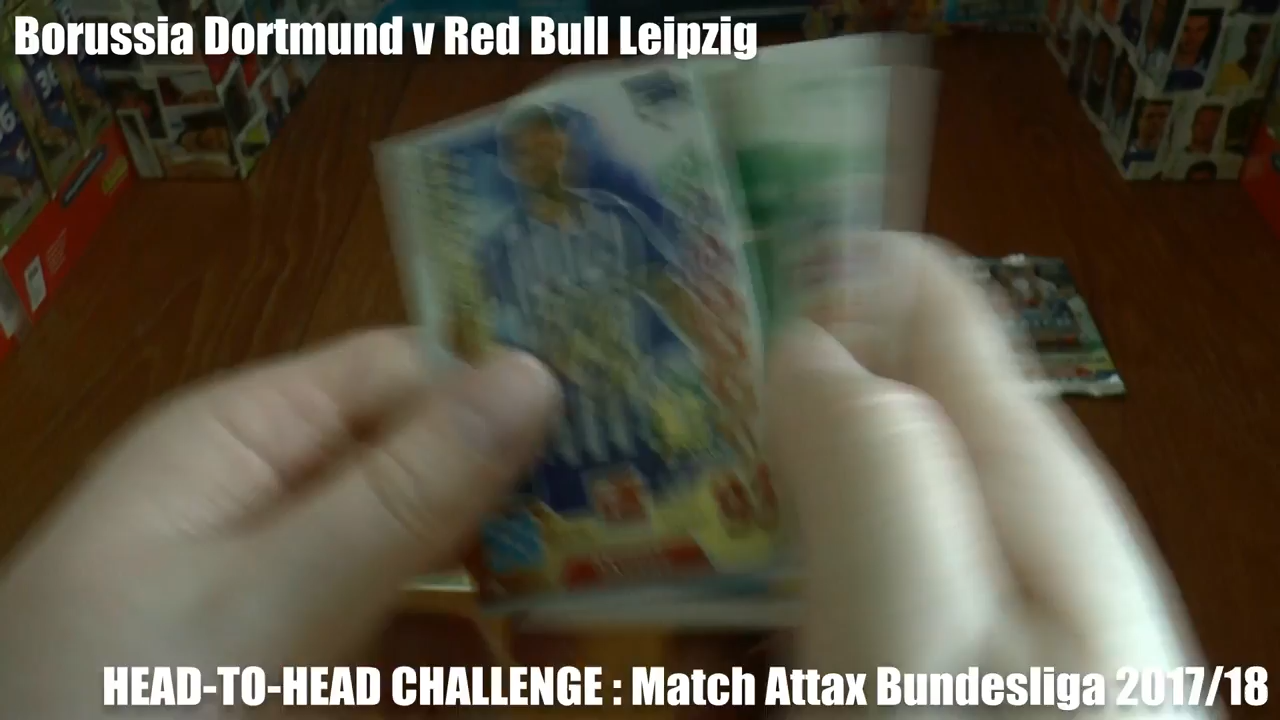 Borussia Dortmund v Red Bull Leipzig
HEAD-TO-HEAD CHALLENGE : Match Attax Bundesliga 2017/18